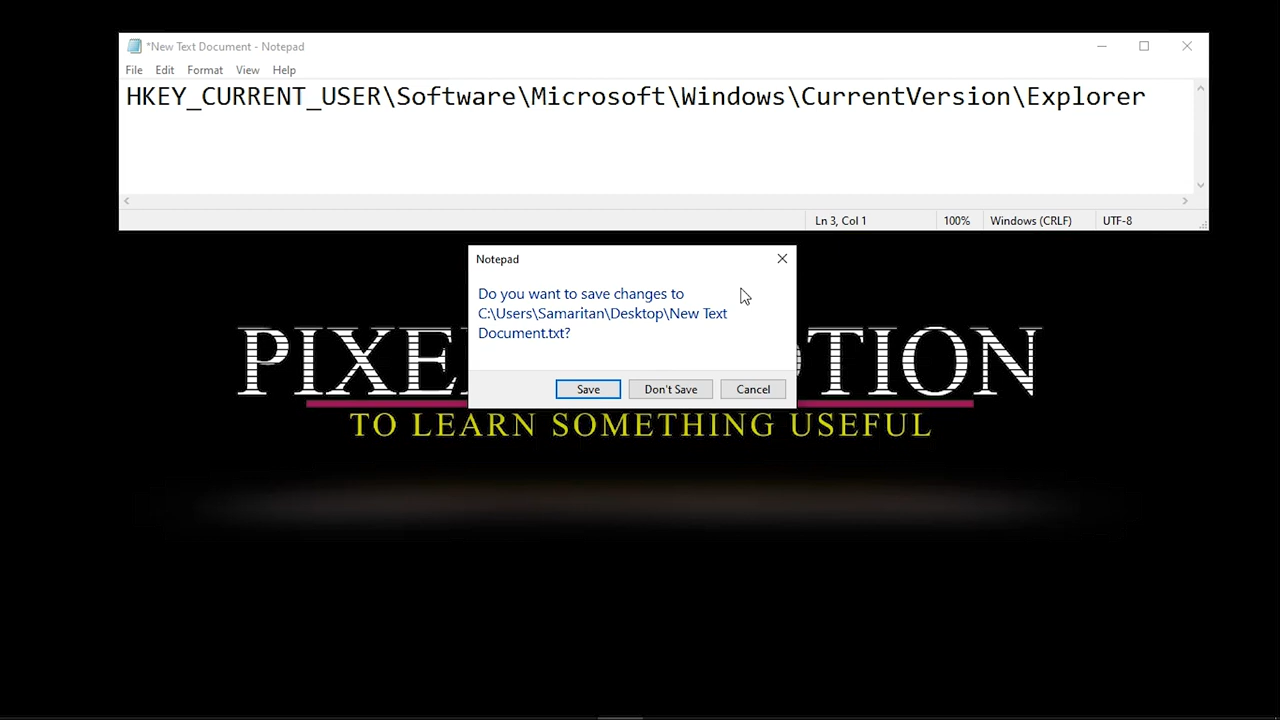 *New Text Document - Notepad
File Edit Format View Help
HKEY_CURRENT_USER\Software\Microsoft\Windows\CurrentVersion\Explorer
Ln 3, Col 1 100% Windows (CRLF) UTF-8
Notepad
Do you want to save changes to
C:\Users\Samaritan\Desktop\New Text
Document.txt?
Save Don't Save Cancel
TO LEARN SOMETHING USEFUL